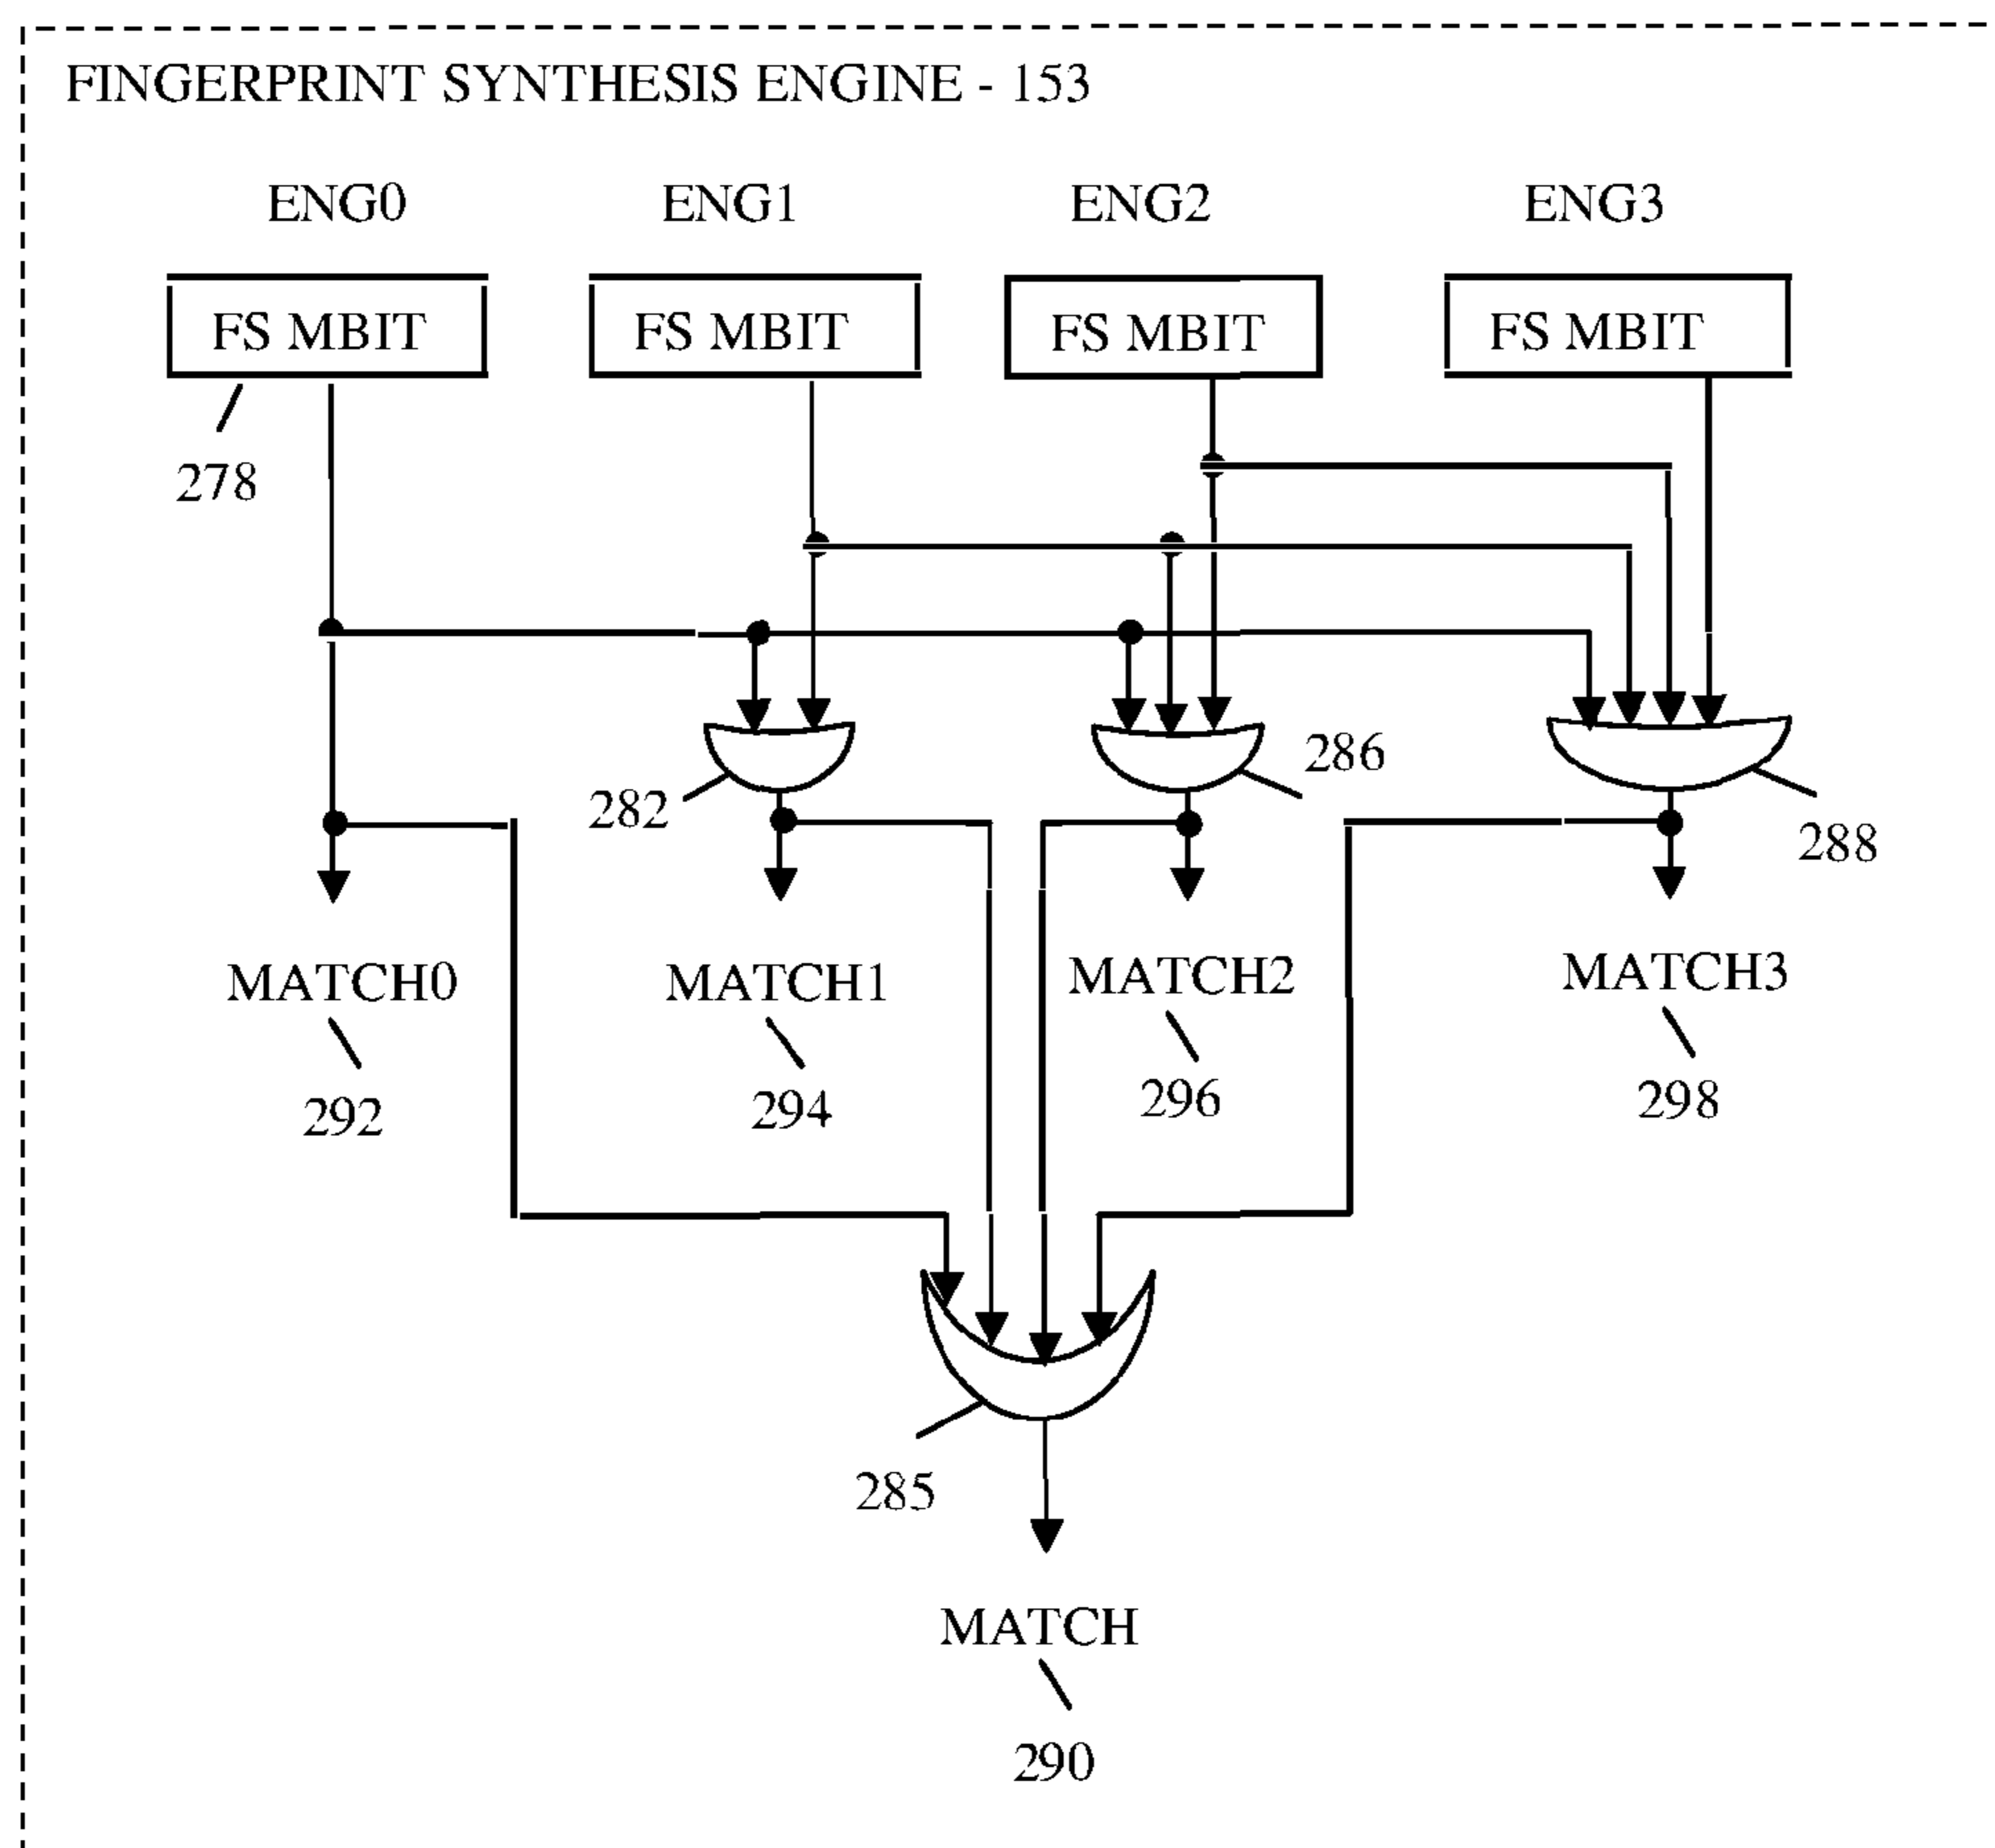 FINGERPRINT SYNTHESIS ENGINE - 153
ENG0 ENG1 ENG2 ENG3
FS MBIT FS MBIT FS MBIT FS MBIT
278
282 286 288
MATCH0 MATCH1 MATCH2 MATCH3
292 294 296 298
285
MATCH
290